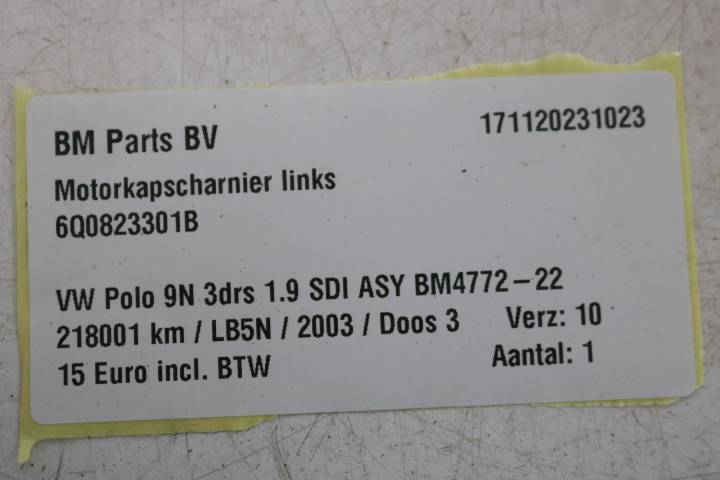 BM Parts BV 171120231023
Motorkapscharnier links
6Q0823301B
VW Polo 9N 3drs 1.9 SDI ASY BM4772-22
218001 km / LB5N / 2003 / Doos 3 Verz: 10
15 Euro incl. BTW Aantal: 1